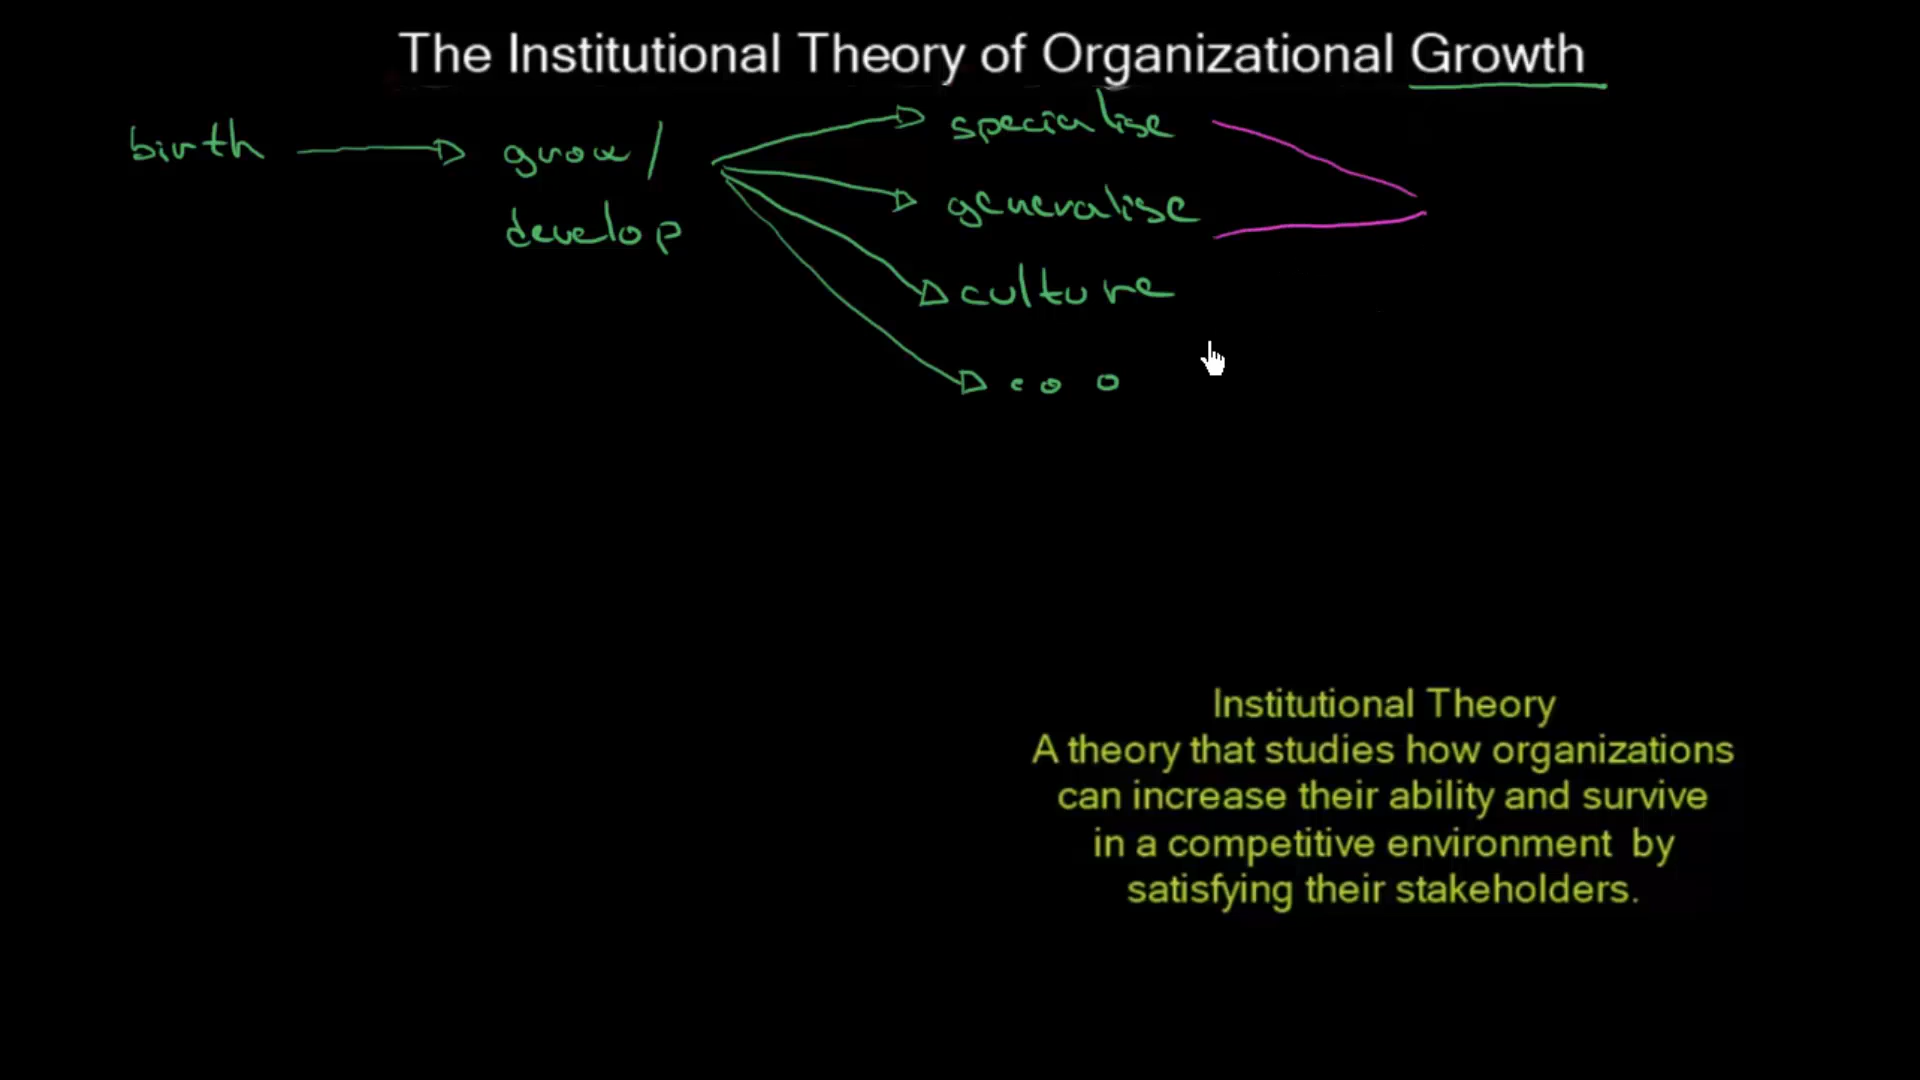 The Institutional Theory of Organizational Growth
birth
grow /
develop
specialise
generalise
culture
...
Institutional Theory
A theory that studies how organizations
can increase their ability and survive
in a competitive environment by
satisfying their stakeholders.